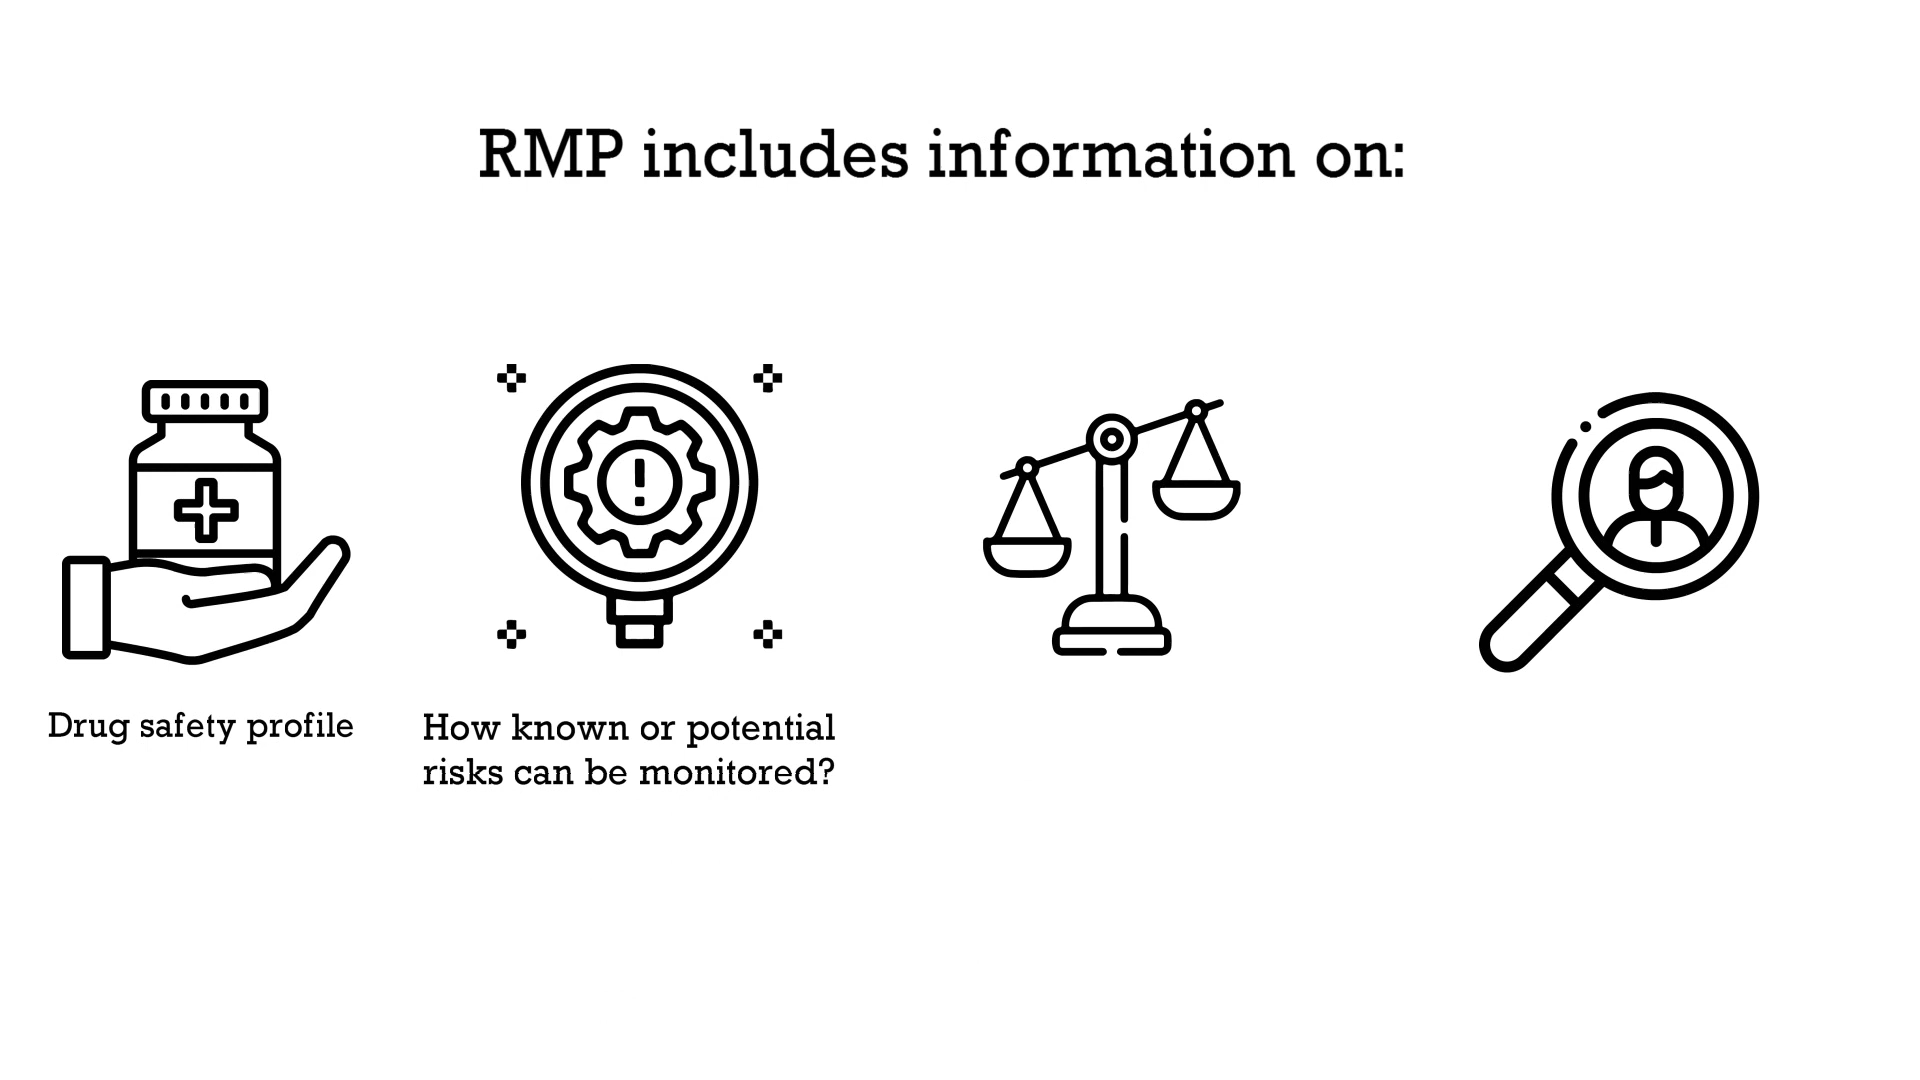 RMP includes information on:
Drug safety profile
How known or potential
risks can be monitored?